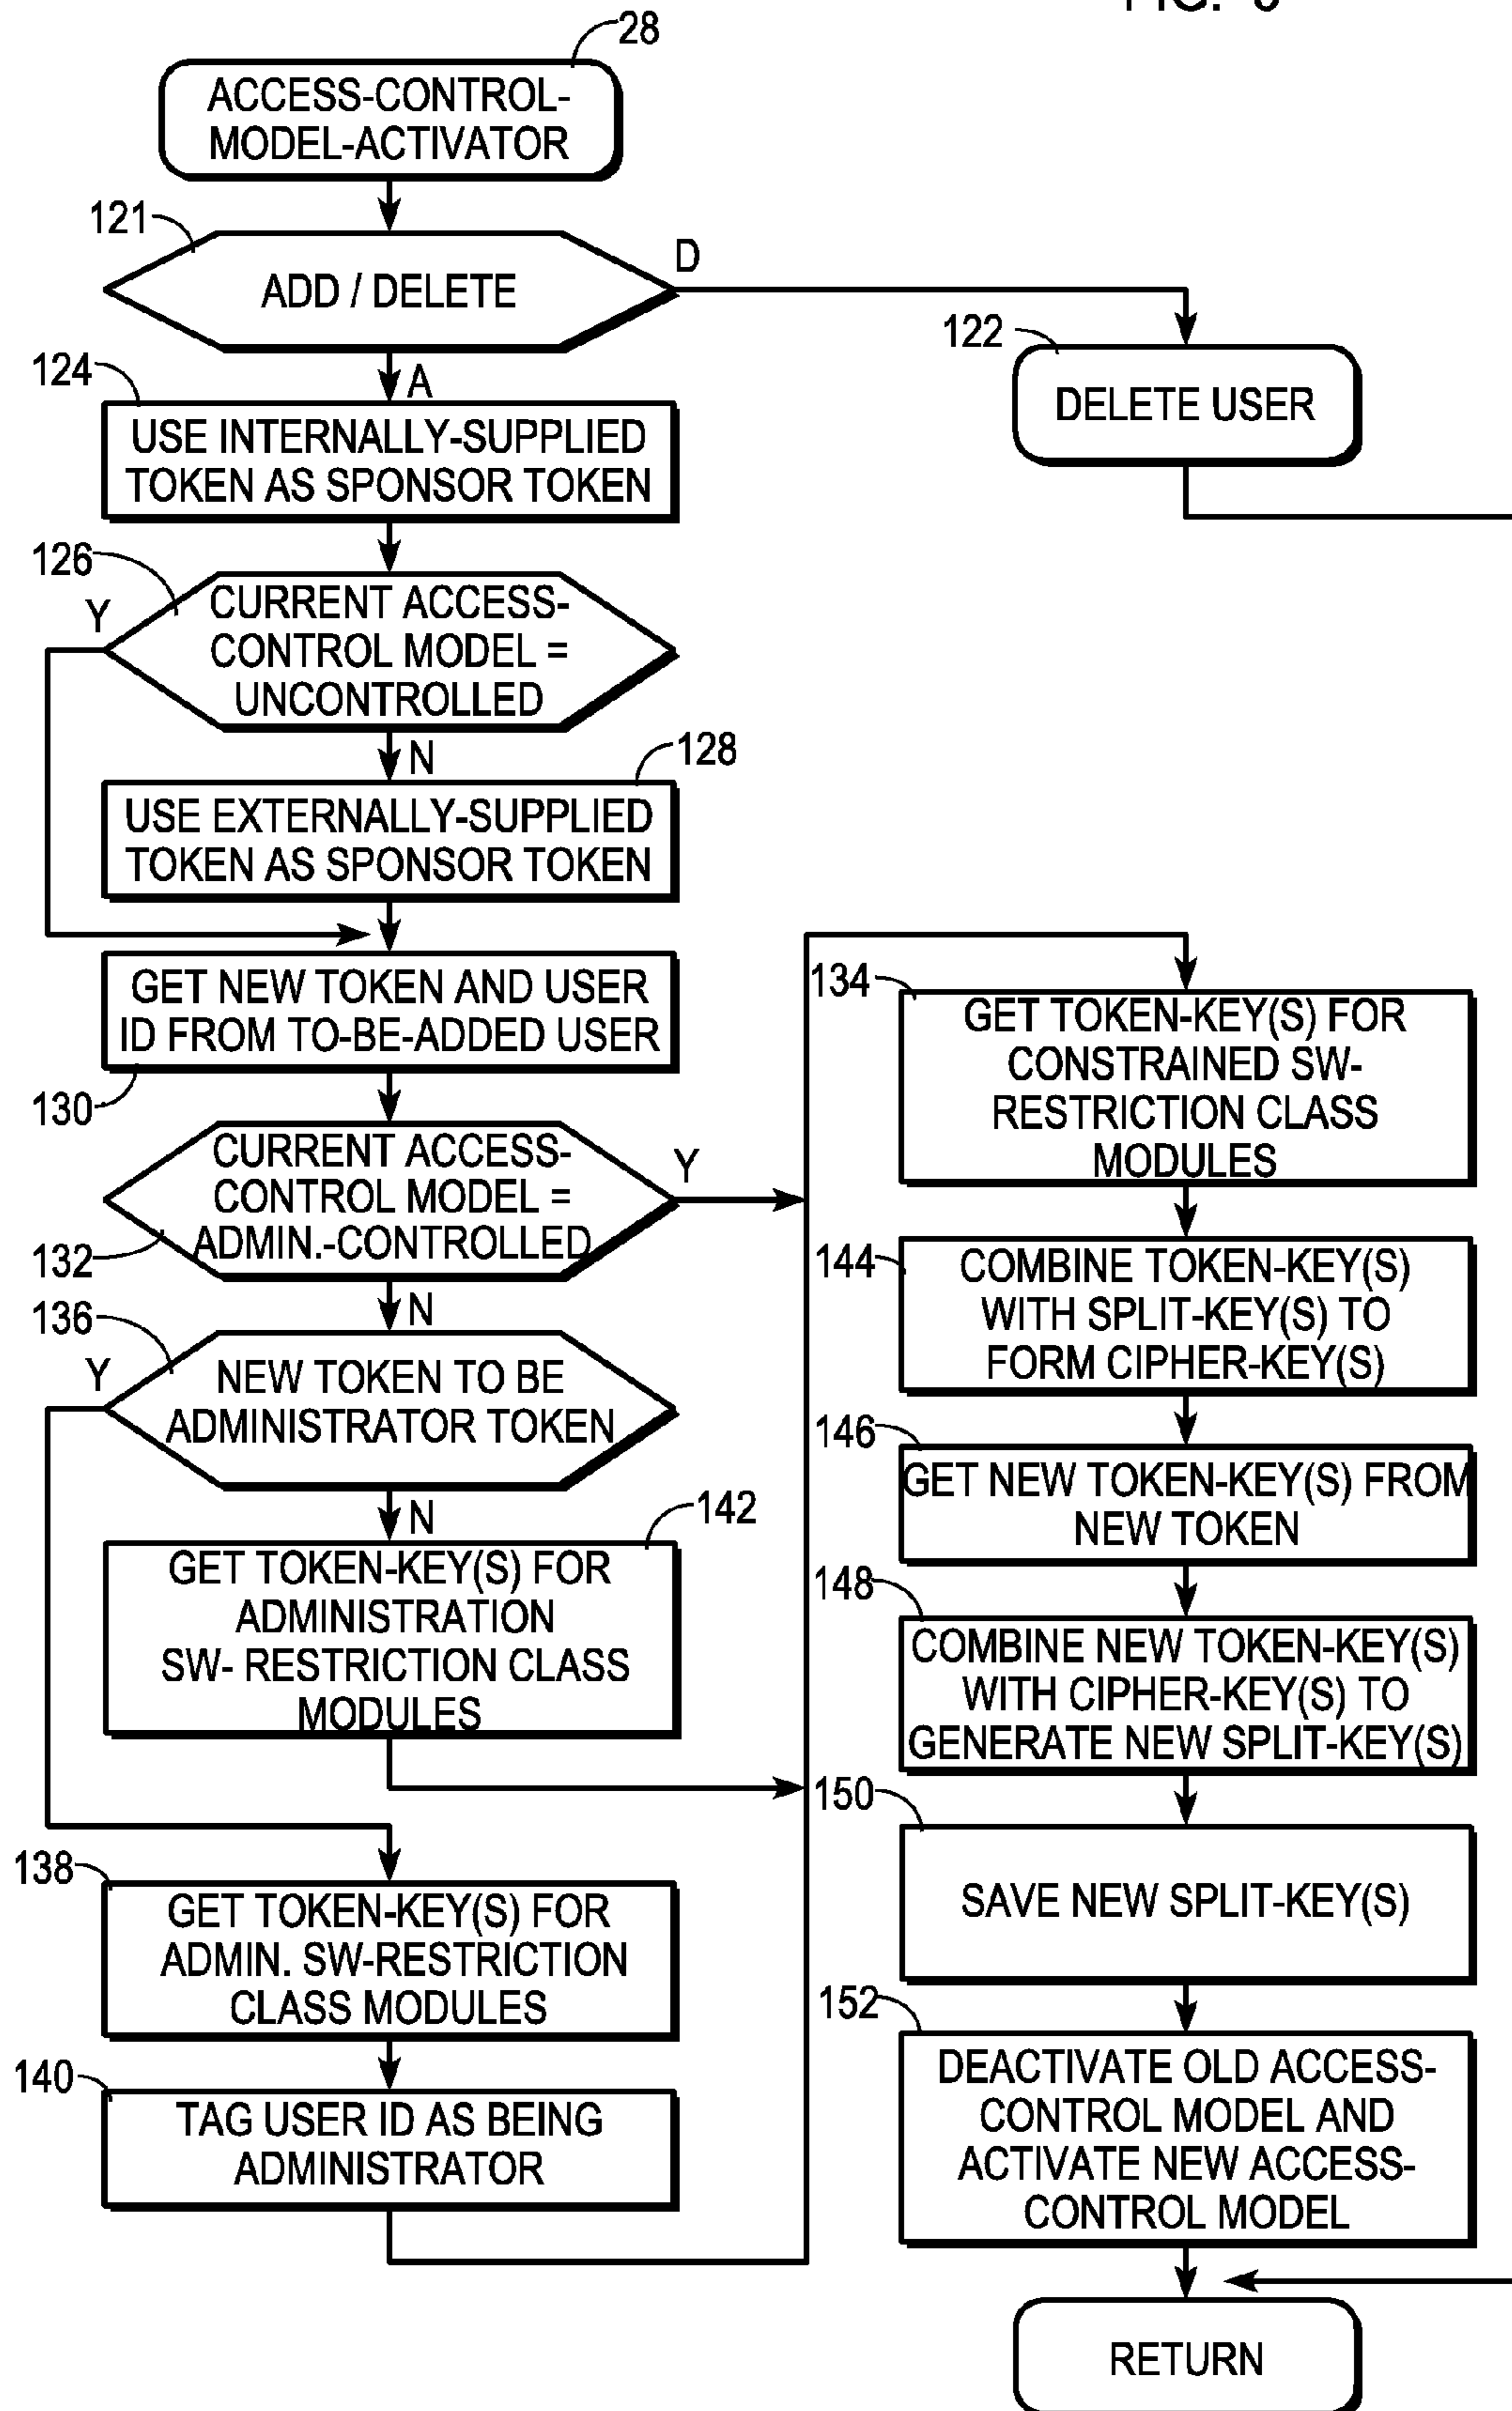 28
ACCESS-CONTROL-
MODEL-ACTIVATOR
121
ADD / DELETE
D
122
DELETE USER
A
124
USE INTERNALLY-SUPPLIED
TOKEN AS SPONSOR TOKEN
126
Y
CURRENT ACCESS-
CONTROL MODEL =
UNCONTROLLED
N
128
USE EXTERNALLY-SUPPLIED
TOKEN AS SPONSOR TOKEN
GET NEW TOKEN AND USER
ID FROM TO-BE-ADDED USER
130
CURRENT ACCESS-
CONTROL MODEL =
ADMIN.-CONTROLLED
Y
132
N
136
Y
NEW TOKEN TO BE
ADMINISTRATOR TOKEN
N
142
GET TOKEN-KEY(S) FOR
ADMINISTRATION
SW- RESTRICTION CLASS
MODULES
138
GET TOKEN-KEY(S) FOR
ADMIN. SW-RESTRICTION
CLASS MODULES
140
TAG USER ID AS BEING
ADMINISTRATOR
134
GET TOKEN-KEY(S) FOR
CONSTRAINED SW-
RESTRICTION CLASS
MODULES
144
COMBINE TOKEN-KEY(S)
WITH SPLIT-KEY(S) TO
FORM CIPHER-KEY(S)
146
GET NEW TOKEN-KEY(S) FROM
NEW TOKEN
148
COMBINE NEW TOKEN-KEY(S)
WITH CIPHER-KEY(S) TO
GENERATE NEW SPLIT-KEY(S)
150
SAVE NEW SPLIT-KEY(S)
152
DEACTIVATE OLD ACCESS-
CONTROL MODEL AND
ACTIVATE NEW ACCESS-
CONTROL MODEL
RETURN